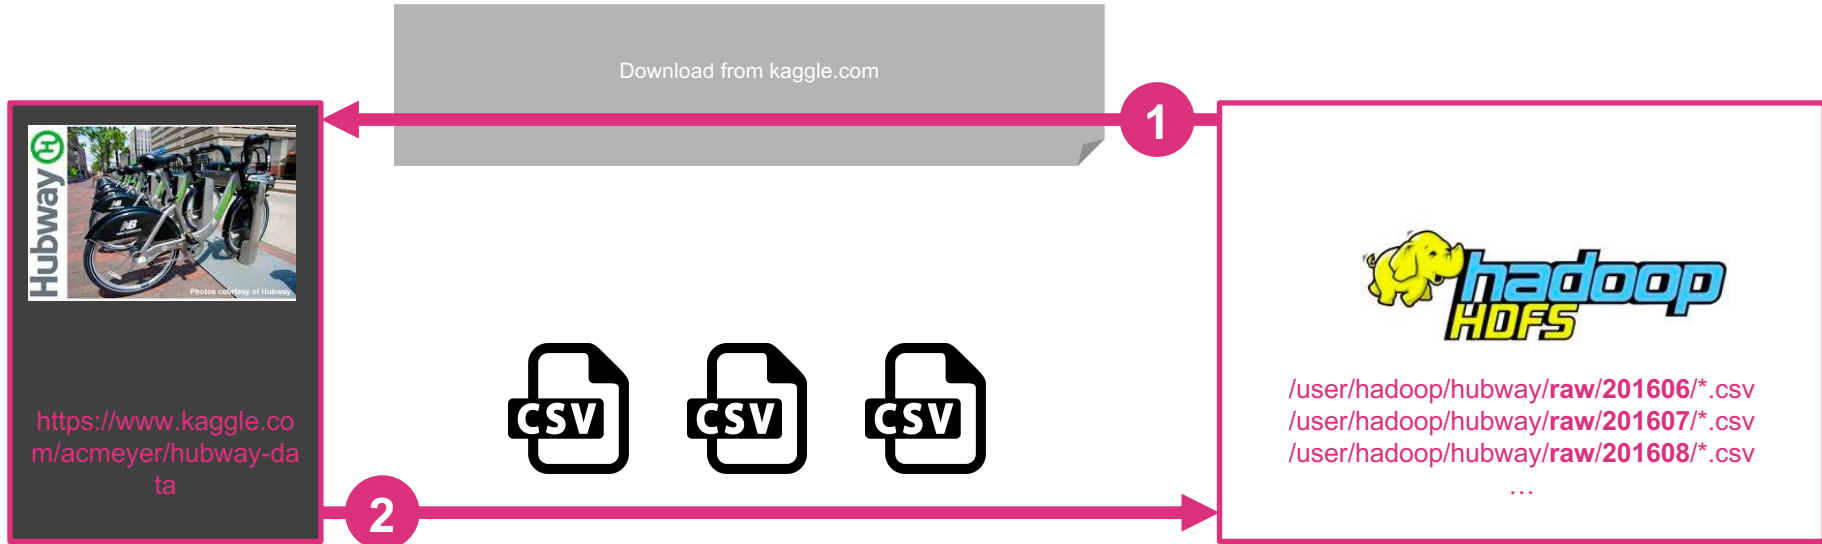 Download from kaggle.com
1
Hubway
H
NB
NB
Photos courtesy of Hubway
https://www.kaggle.co
m/acmeyer/hubway-da
ta
CSV
CSV
CSV
2
hadoop
HDFS
/user/hadoop/hubway/raw/201606/*.csv
/user/hadoop/hubway/raw/201607/*.csv
/user/hadoop/hubway/raw/201608/*.csv
…